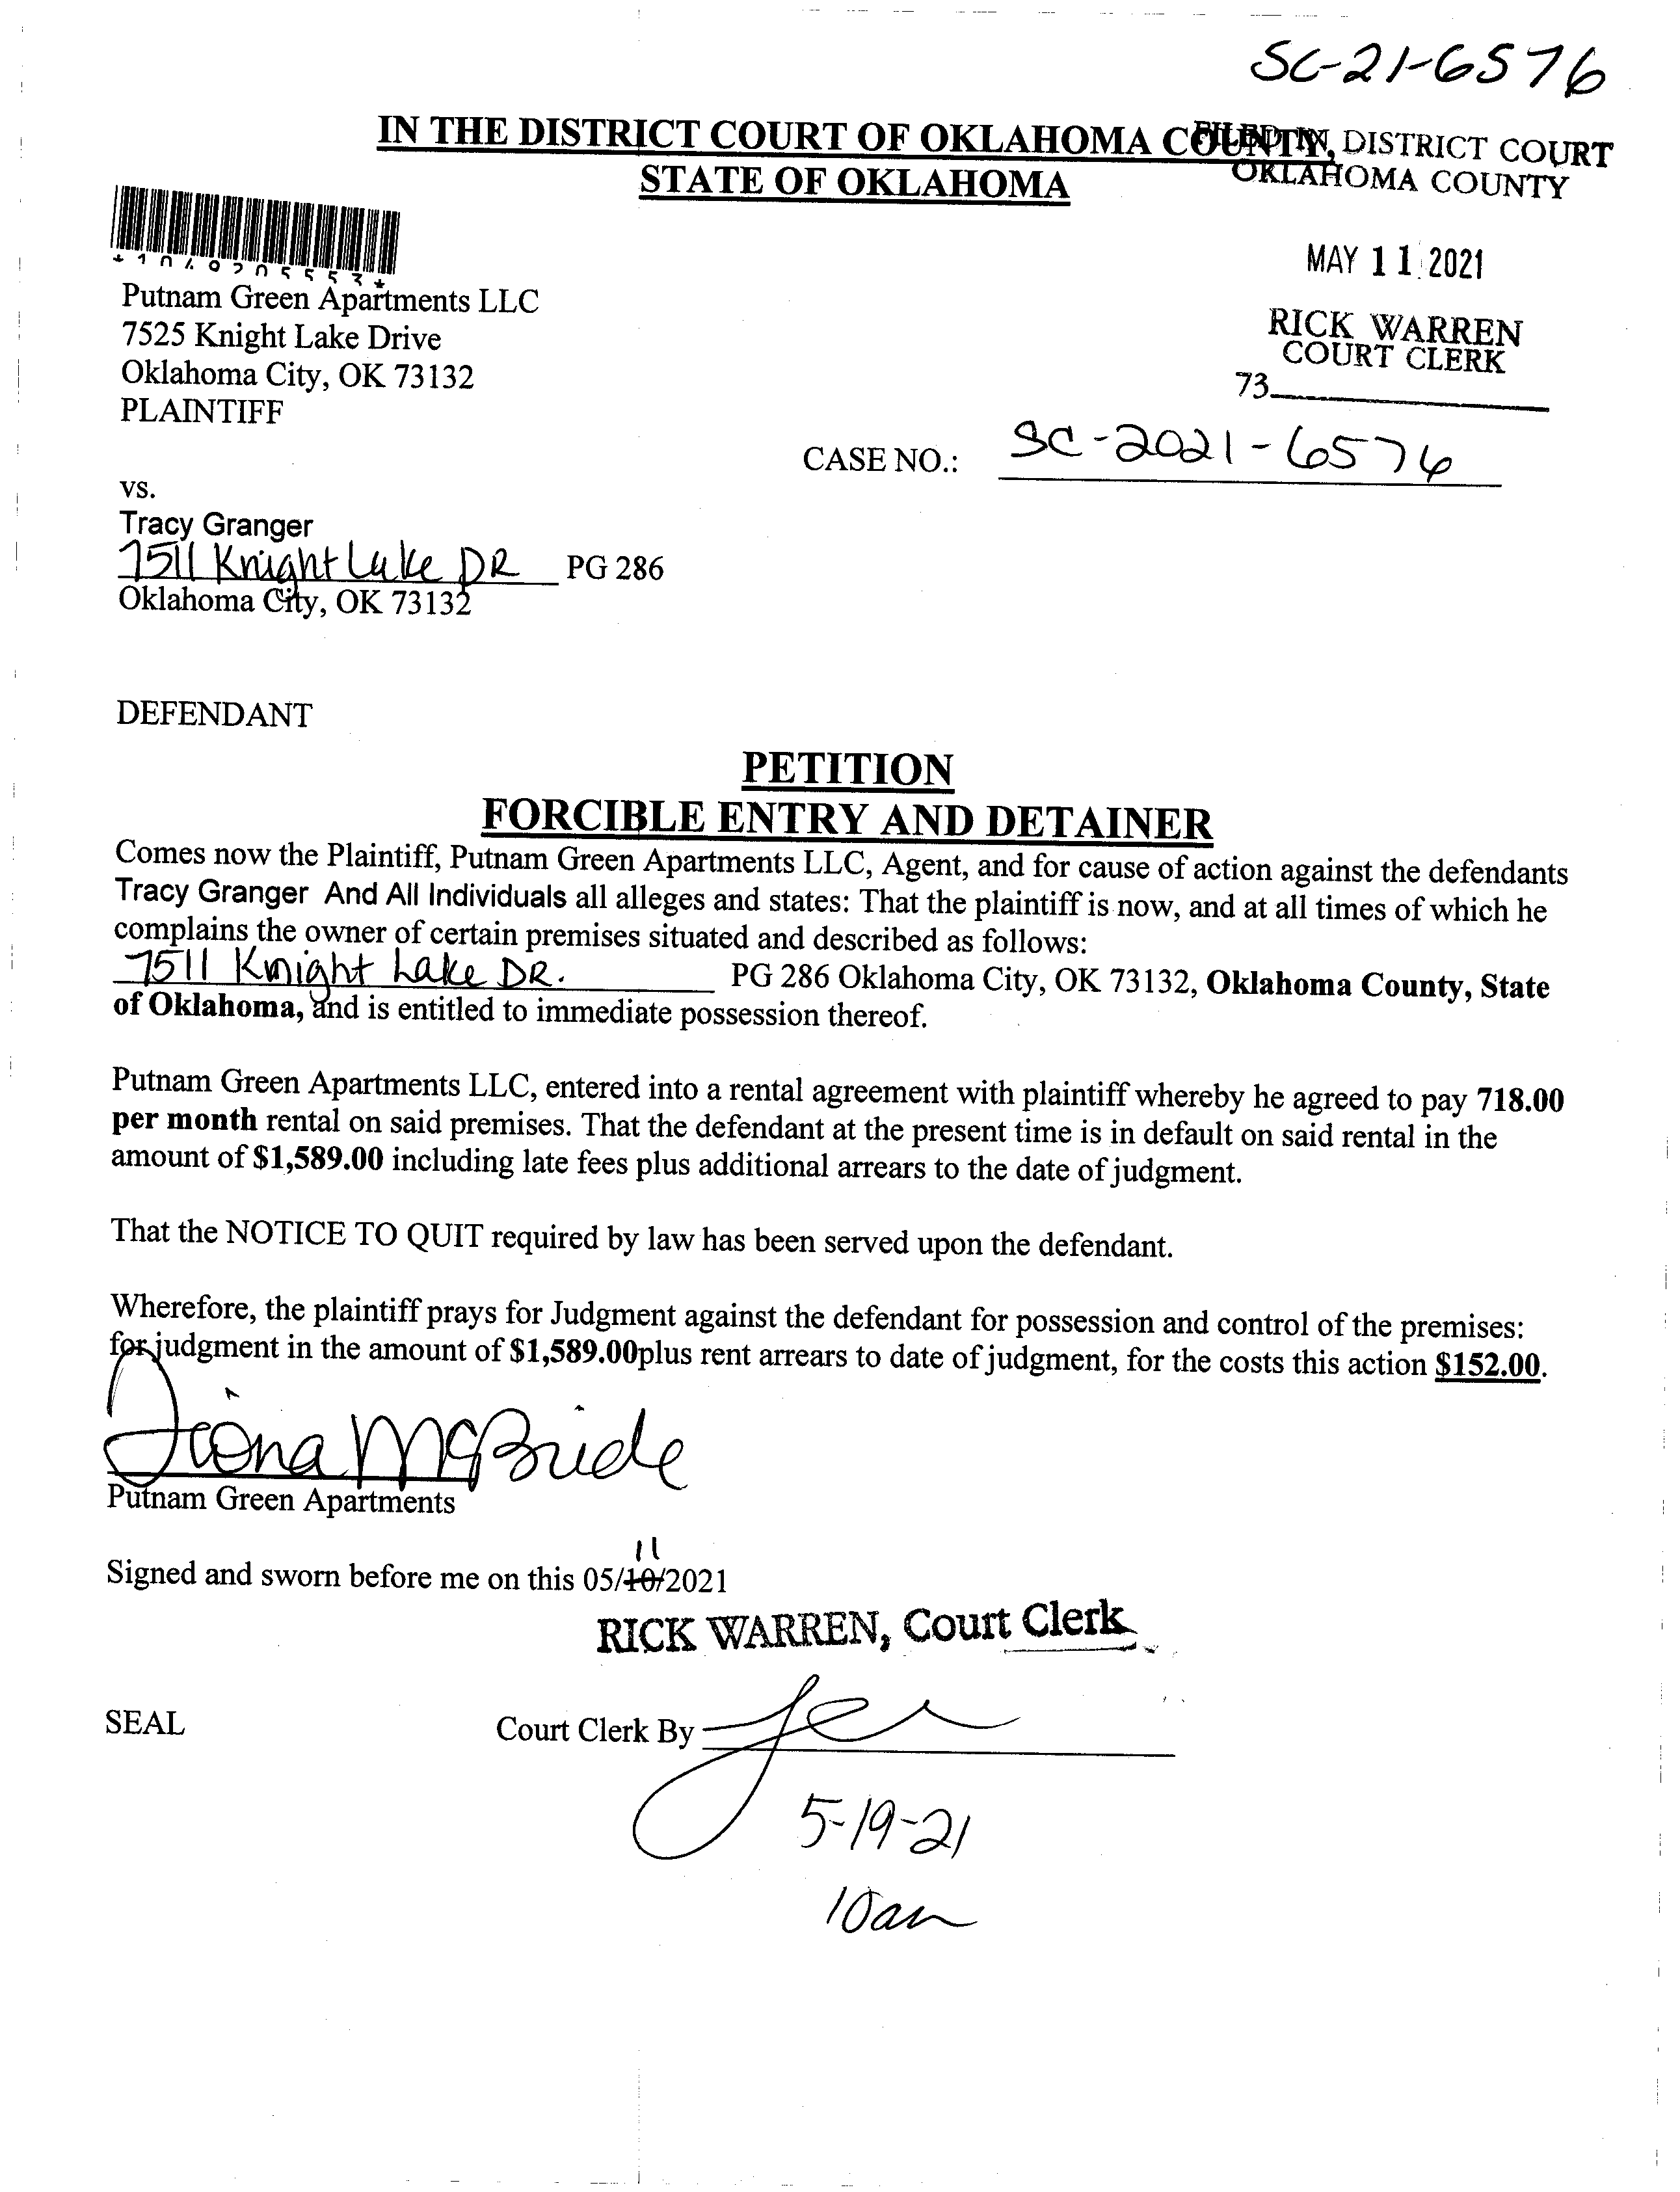 SC-21-6576
IN THE DISTRICT COURT OF OKLAHOMA COUNTY,
STATE OF OKLAHOMA
FILED IN DISTRICT COURT
OKLAHOMA COUNTY
MAY 11 2021
RICK WARREN
COURT CLERK
73
Putnam Green Apartments LLC
7525 Knight Lake Drive
Oklahoma City, OK 73132
PLAINTIFF
CASE NO.: SC-2021-6576
vs.
Tracy Granger
7511 Knight Lake DR PG 286
Oklahoma City, OK 73132
DEFENDANT
PETITION
FORCIBLE ENTRY AND DETAINER
Comes now the Plaintiff, Putnam Green Apartments LLC, Agent, and for cause of action against the defendants
Tracy Granger And All Individuals all alleges and states: That the plaintiff is now, and at all times of which he
complains the owner of certain premises situated and described as follows:
7511 Knight Lake DR. PG 286 Oklahoma City, OK 73132, Oklahoma County, State
of Oklahoma, and is entitled to immediate possession thereof.
Putnam Green Apartments LLC, entered into a rental agreement with plaintiff whereby he agreed to pay 718.00
per month rental on said premises. That the defendant at the present time is in default on said rental in the
amount of $1,589.00 including late fees plus additional arrears to the date of judgment.
That the NOTICE TO QUIT required by law has been served upon the defendant.
Wherefore, the plaintiff prays for Judgment against the defendant for possession and control of the premises:
for judgment in the amount of $1,589.00plus rent arrears to date of judgment, for the costs this action $152.00.
Fiona McBride
Putnam Green Apartments
11
Signed and sworn before me on this 05/10/2021
RICK WARREN, Court Clerk
SEAL Court Clerk By
5-19-21
10am